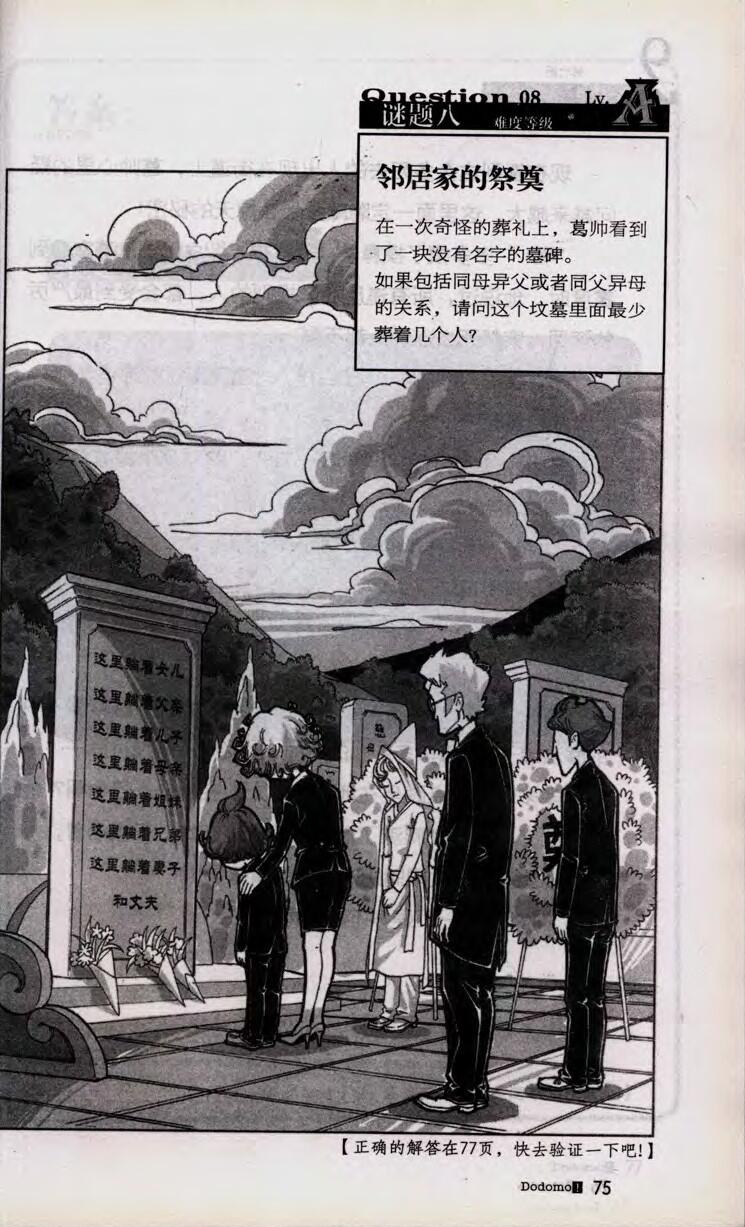 Question 08 Lv. A
谜题八 难度等级
邻居家的祭奠
在一次奇怪的葬礼上，葛帅看到
了一块没有名字的墓碑。
如果包括同母异父或者同父异母
的关系，请问这个坟墓里面最少
葬着几个人？
这里躺着女儿
这里躺着父亲
这里躺着儿子
这里躺着母亲
这里躺着姐妹
这里躺着兄弟
这里躺着妻子
和丈夫
奠
【正确的解答在77页，快去验证一下吧！】
Dodomo! 75